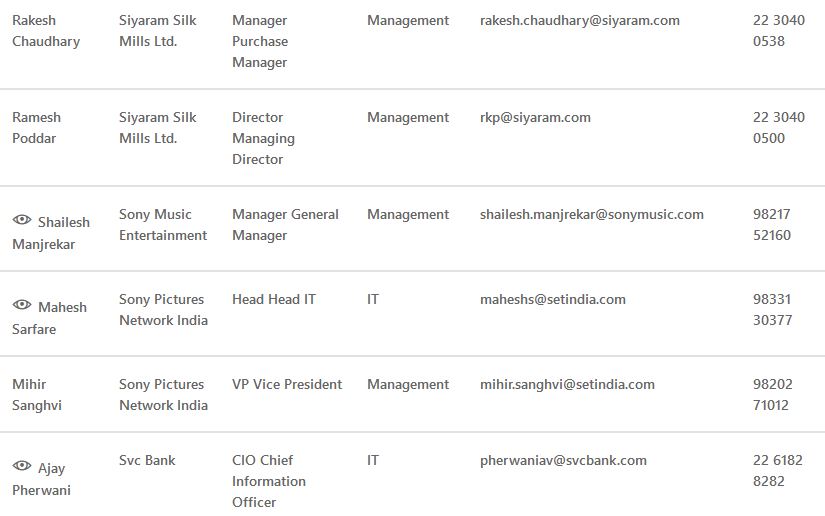 Rakesh Chaudhary Siyaram Silk Mills Ltd. Manager Purchase Manager Management rakesh.chaudhary@siyaram.com 22 3040 0538
Ramesh Poddar Siyaram Silk Mills Ltd. Director Managing Director Management rkp@siyaram.com 22 3040 0500
Shailesh Manjrekar Sony Music Entertainment Manager General Manager Management shailesh.manjrekar@sonymusic.com 98217 52160
Mahesh Sarfare Sony Pictures Network India Head Head IT IT maheshs@setindia.com 98331 30377
Mihir Sanghvi Sony Pictures Network India VP Vice President Management mihir.sanghvi@setindia.com 98202 71012
Ajay Pherwani Svc Bank CIO Chief Information Officer IT pherwaniav@svcbank.com 22 6182 8282